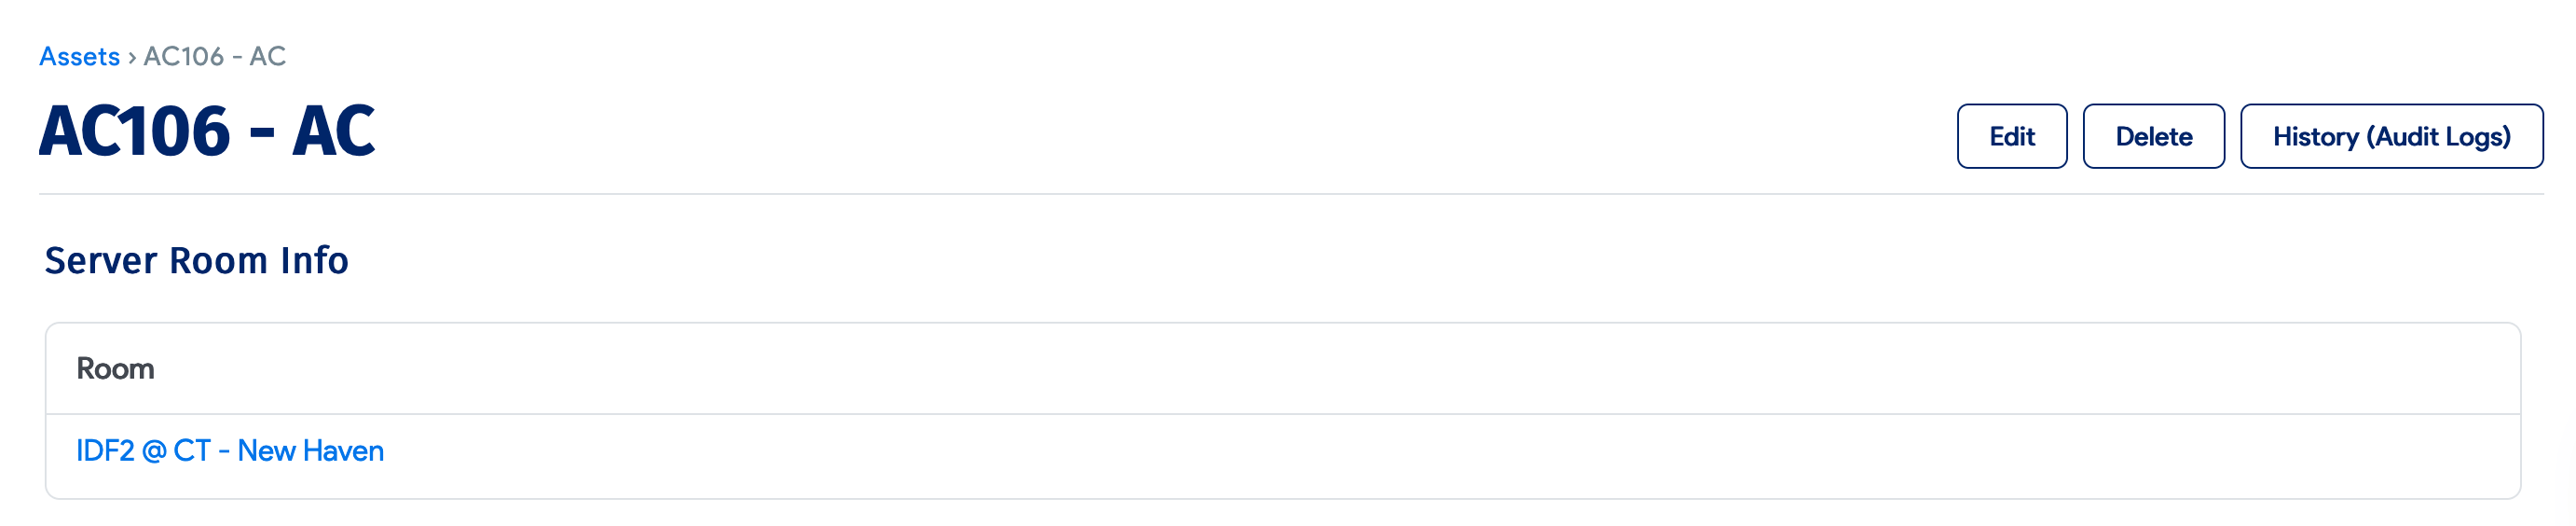 Assets › AC106 - AC
AC106 - AC
Edit
Delete
History (Audit Logs)
Server Room Info
Room
IDF2 @ CT - New Haven